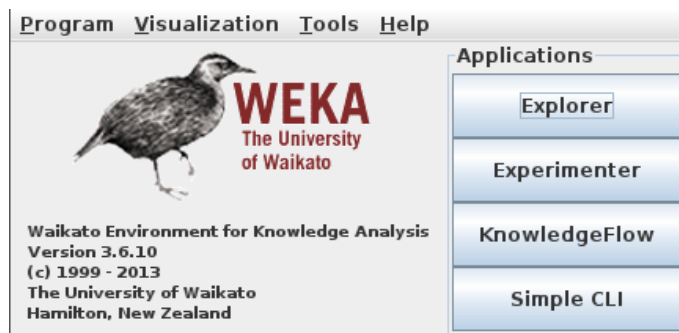 Program Visualization Tools Help
WEKA
The University
of Waikato
Waikato Environment for Knowledge Analysis
Version 3.6.10
(c) 1999 - 2013
The University of Waikato
Hamilton, New Zealand
Applications
Explorer
Experimenter
KnowledgeFlow
Simple CLI